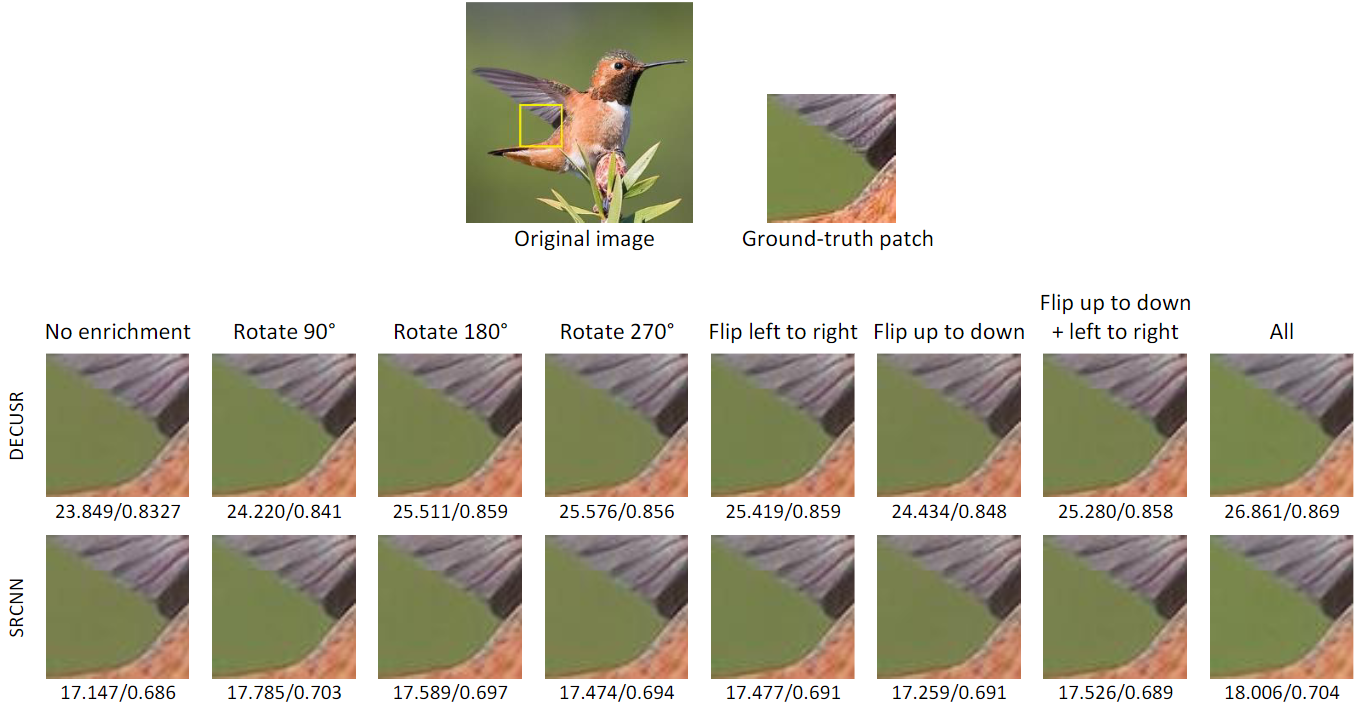 Original image
Ground-truth patch
No enrichment
Rotate 90°
Rotate 180°
Rotate 270°
Flip left to right
Flip up to down
Flip up to down
+ left to right
All
DECUSR
23.849/0.8327
24.220/0.841
25.511/0.859
25.576/0.856
25.419/0.859
24.434/0.848
25.280/0.858
26.861/0.869
SRCNN
17.147/0.686
17.785/0.703
17.589/0.697
17.474/0.694
17.477/0.691
17.259/0.691
17.526/0.689
18.006/0.704